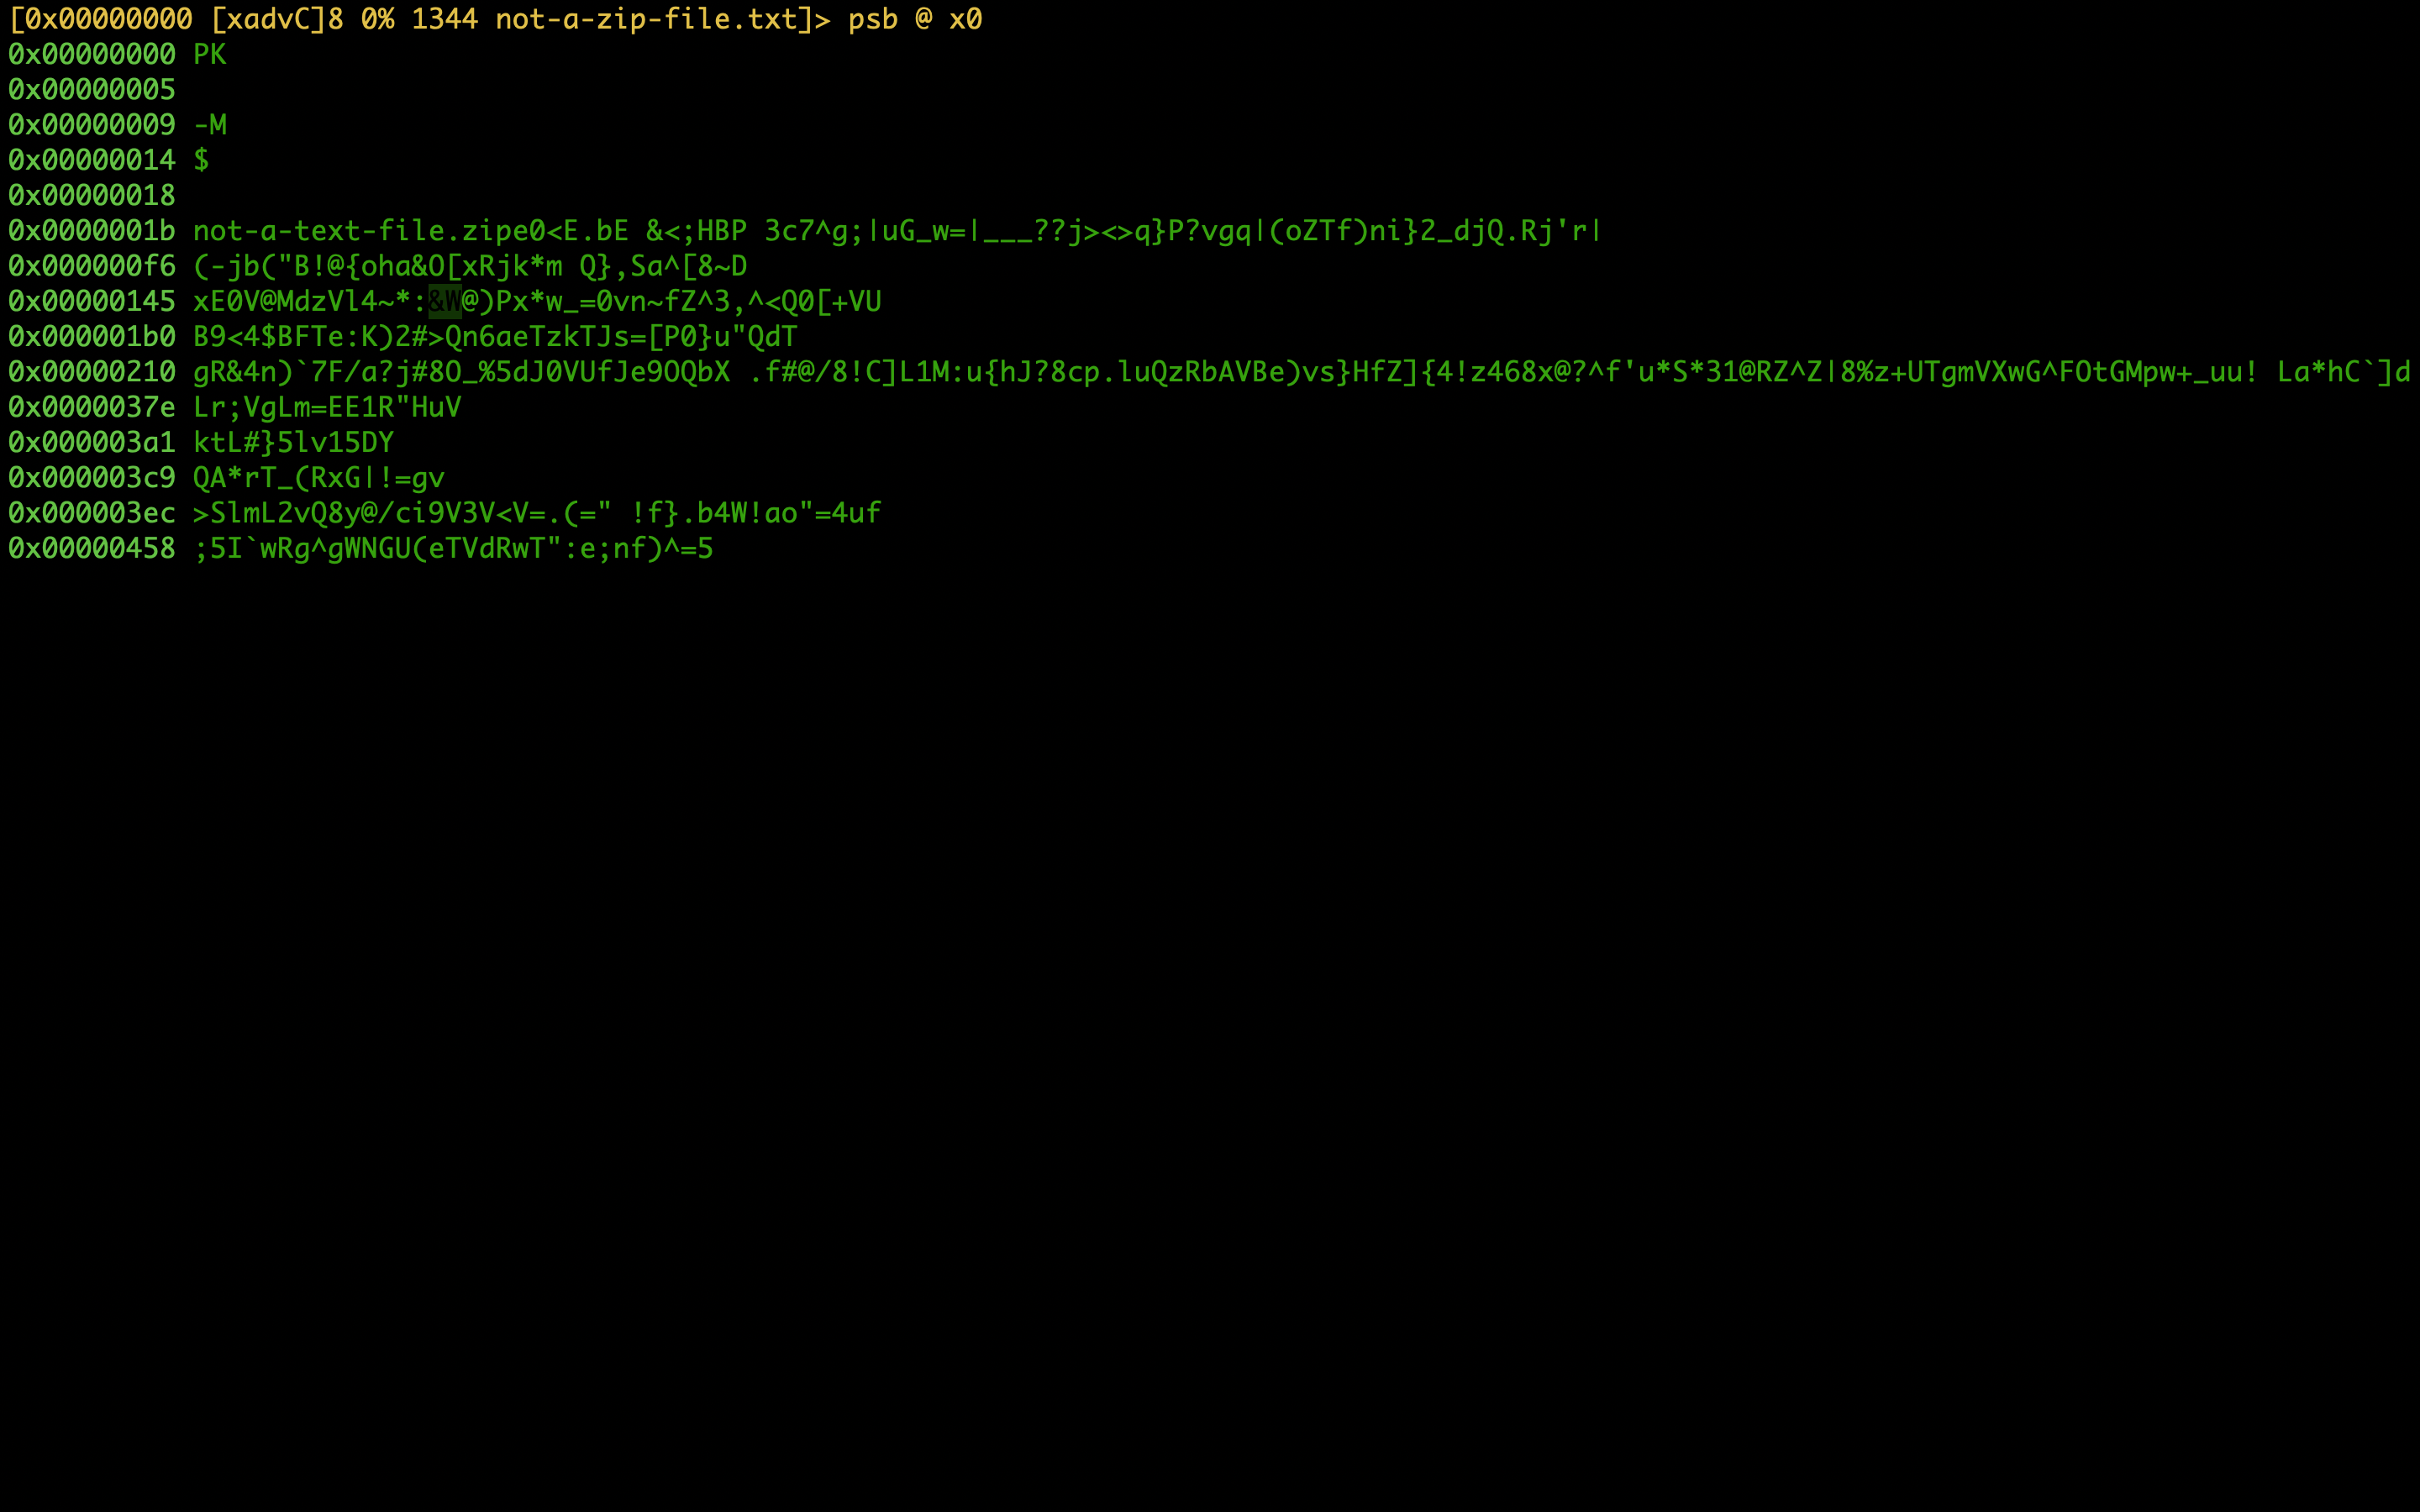 [0x00000000 [xadvC]8 0% 1344 not-a-zip-file.txt]> psb @ x0
0x00000000 PK
0x00000005
0x00000009 -M
0x00000014 $
0x00000018
0x0000001b not-a-text-file.zipe0<E.bE &<;HBP 3c7^g;|uG_w=|___??j><>q}P?vgq|(oZTf)ni}2_djQ.Rj'r|
0x000000f6 (-jb("B!@{oha&O[xRjk*m Q},Sa^[8~D
0x00000145 xE0V@MdzVl4~*:&W@)Px*w_=0vn~fZ^3,^<Q0[+VU
0x000001b0 B9<4$BFTe:K)2#>Qn6aeTzkTJs=[P0}u"QdT
0x00000210 gR&4n)`7F/a?j#8O_%5dJ0VUfJe9OQbX .f#@/8!C]L1M:u{hJ?8cp.luQzRbAVBe)vs}HfZ]{4!z468x@?^f'u*S*31@RZ^Z|8%z+UTgmVXwG^FOtGMpw+_uu! La*hC`]d
0x0000037e Lr;VgLm=EE1R"HuV
0x000003a1 ktL#}5lv15DY
0x000003c9 QA*rT_(RxG|!=gv
0x000003ec >SlmL2vQ8y@/ci9V3V<V=.(=" !f}.b4W!ao"=4uf
0x00000458 ;5I`wRg^gWNGU(eTVdRwT":e;nf)^=5